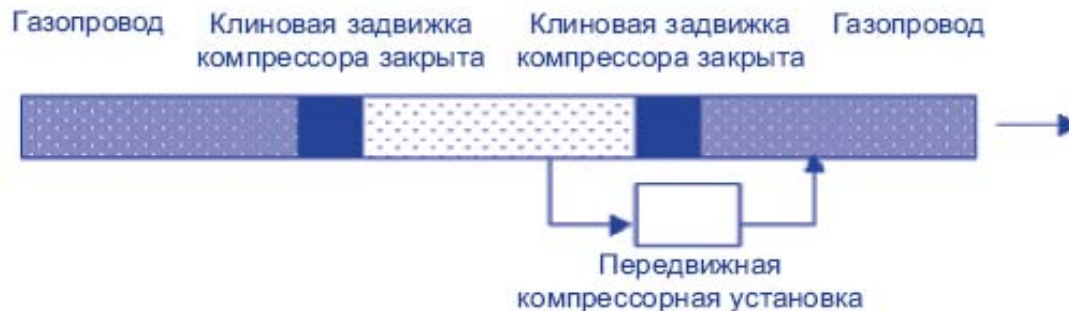 Газопровод
Клиновая задвижка
компрессора закрыта
Клиновая задвижка
компрессора закрыта
Газопровод
Передвижная
компрессорная установка